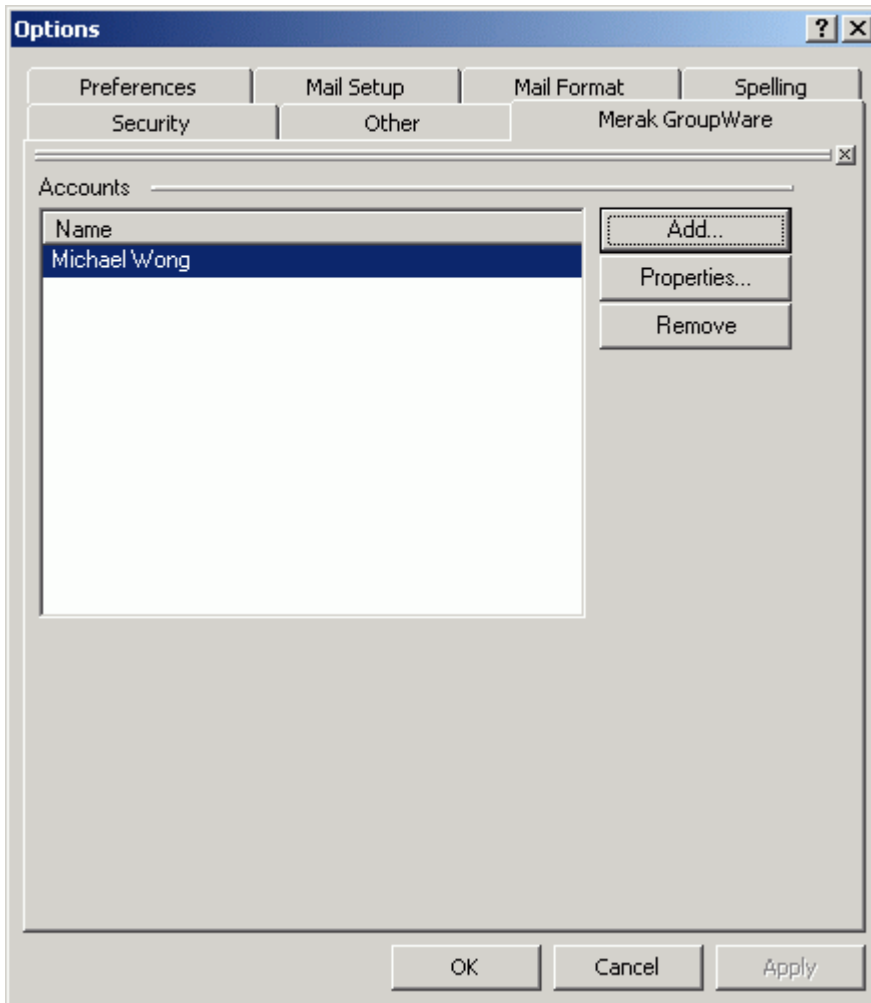 Options
Preferences Mail Setup Mail Format Spelling
Security Other Merak GroupWare
Accounts
Name Add...
Michael Wong
Properties...
Remove
OK Cancel Apply